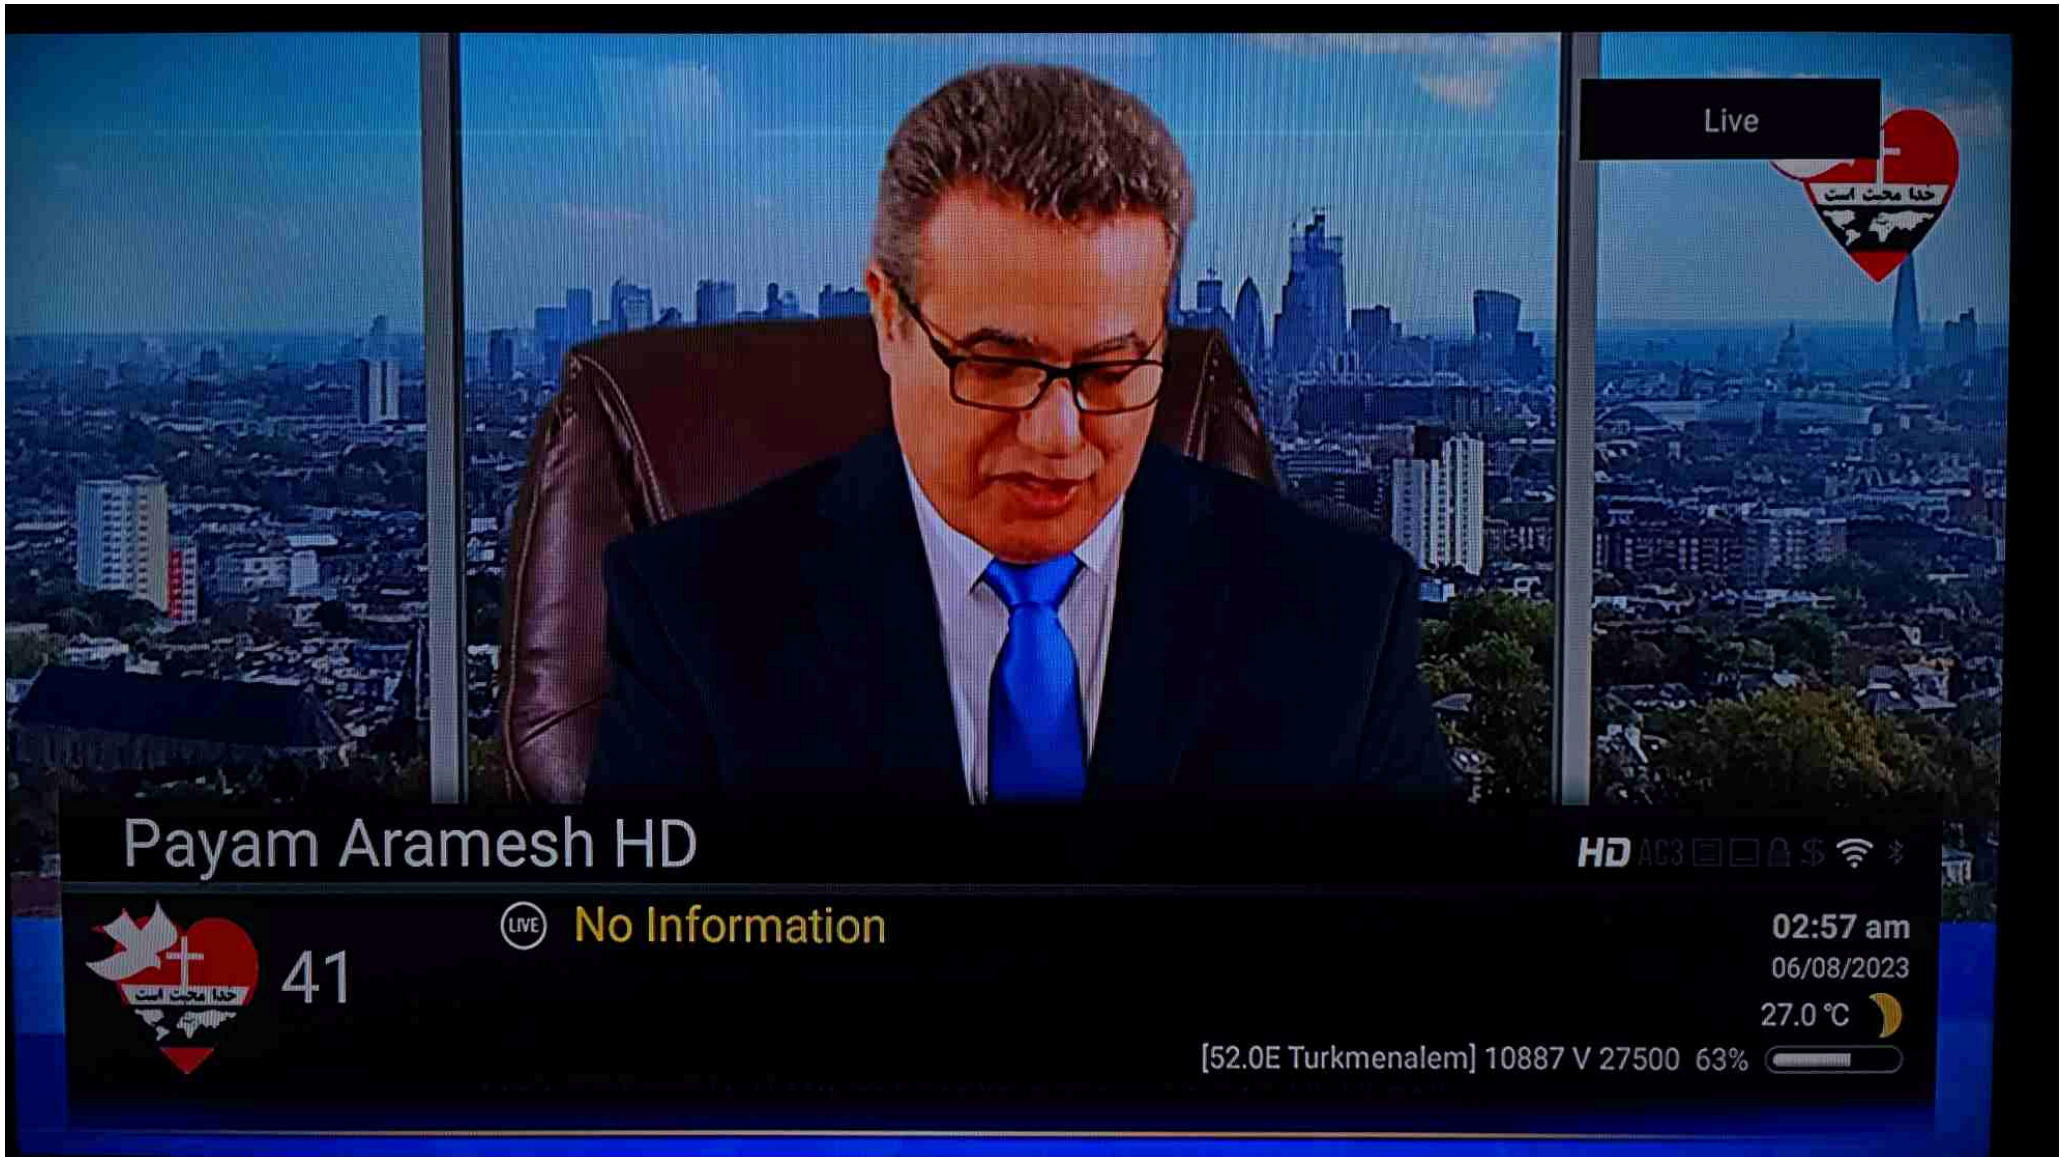 Live
خدا محبت است
Payam Aramesh HD
HD AC3 $
41
LIVE No Information
02:57 am
06/08/2023
27.0 °C
[52.0E Turkmenalem] 10887 V 27500 63%
خدا محبت است